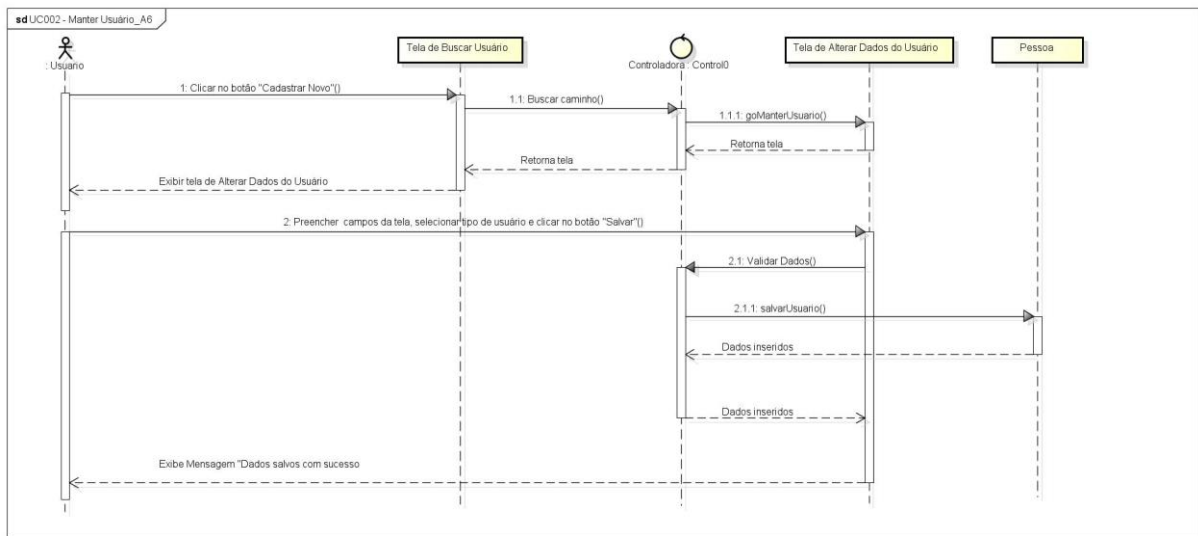 sd UC002 - Manter Usuário_A6
: Usuario
Tela de Buscar Usuário
Controladora : Control0
Tela de Alterar Dados do Usuário
Pessoa
1: Clicar no botão "Cadastrar Novo"()
1.1: Buscar caminho()
1.1.1: goManterUsuario()
Retorna tela
Retorna tela
Exibir tela de Alterar Dados do Usuário
2: Preencher campos da tela, selecionar tipo de usuário e clicar no botão "Salvar"()
2.1: Validar Dados()
2.1.1: salvarUsuario()
Dados inseridos
Dados inseridos
Exibe Mensagem "Dados salvos com sucesso